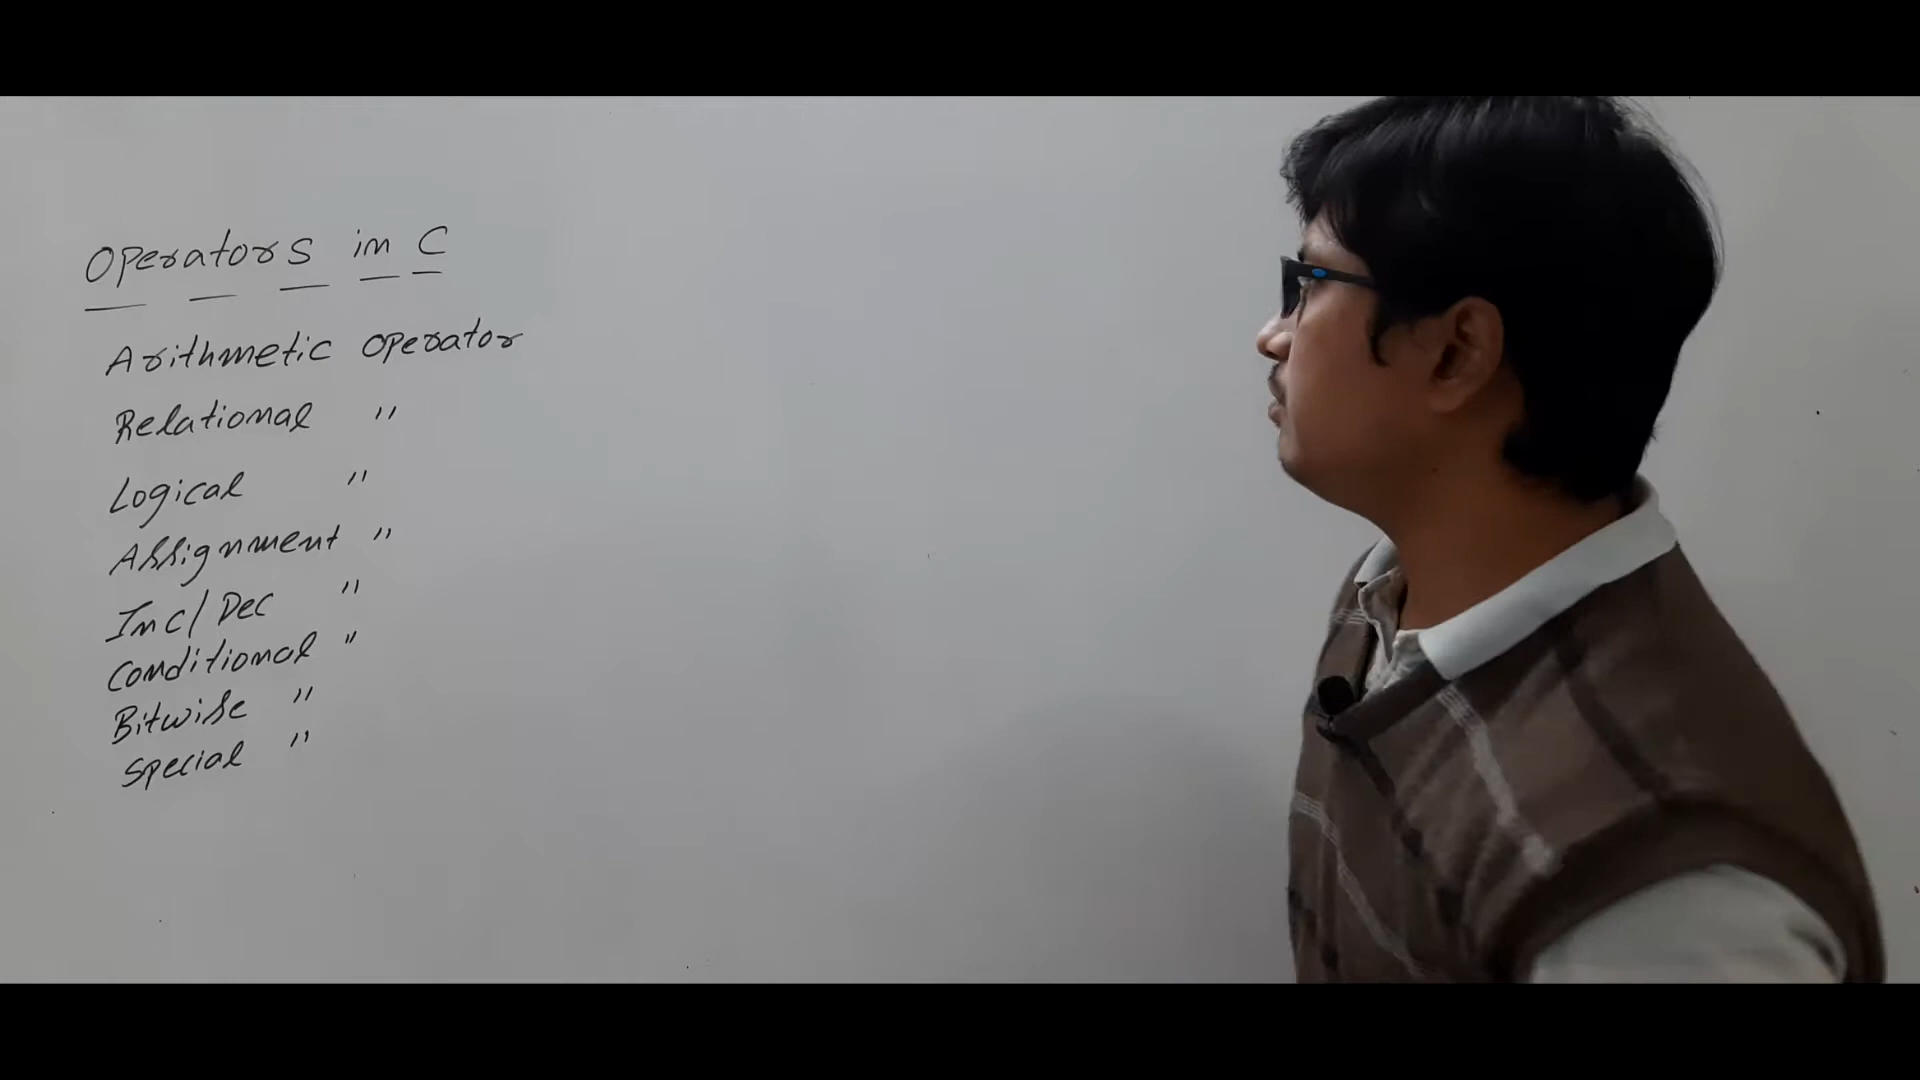 Operators in C
Arithmetic operator
Relational "
Logical "
Assignment "
Inc/Dec "
Conditional "
Bitwise "
Special "